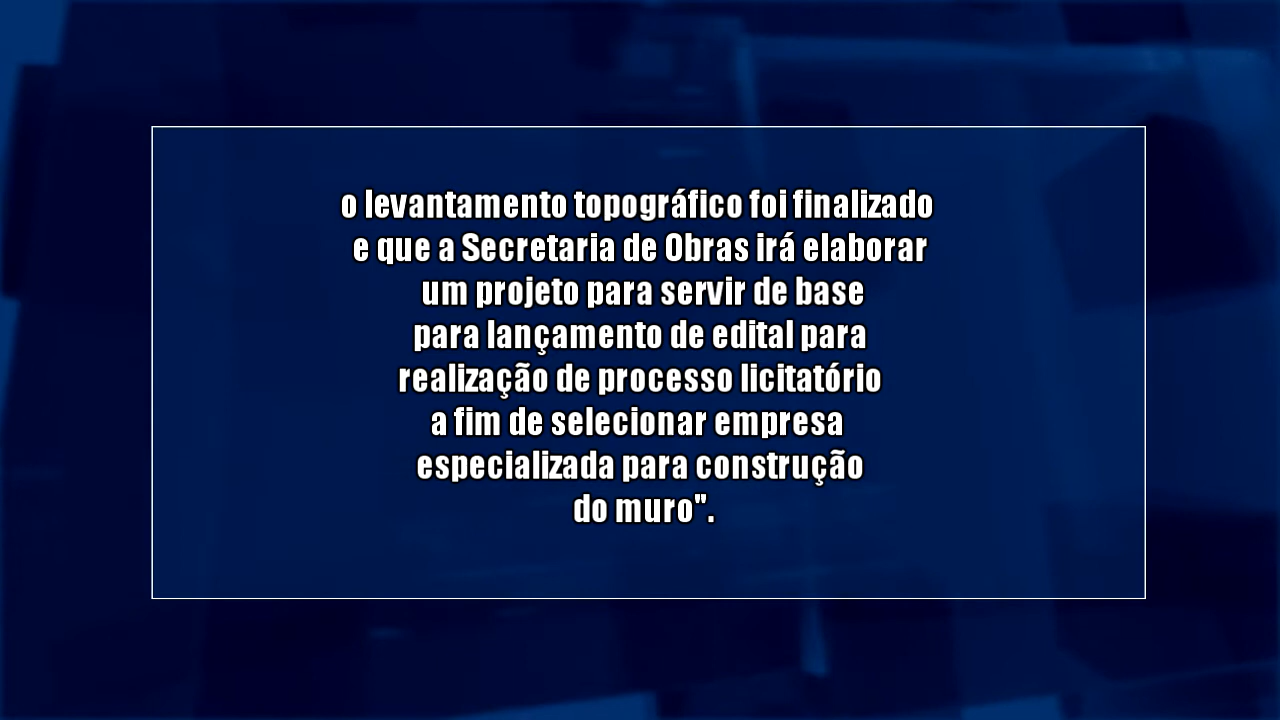 o levantamento topográfico foi finalizado
e que a Secretaria de Obras irá elaborar
um projeto para servir de base
para lançamento de edital para
realização de processo licitatório
a fim de selecionar empresa
especializada para construção
do muro".